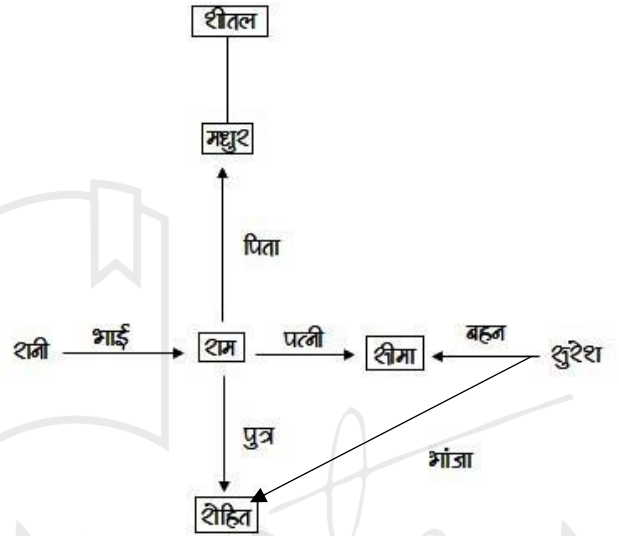 शीतल
मधुर
पिता
रानी भाई राम पत्नी सीमा बहन सुरेश
पुत्र
भांजा
रोहित